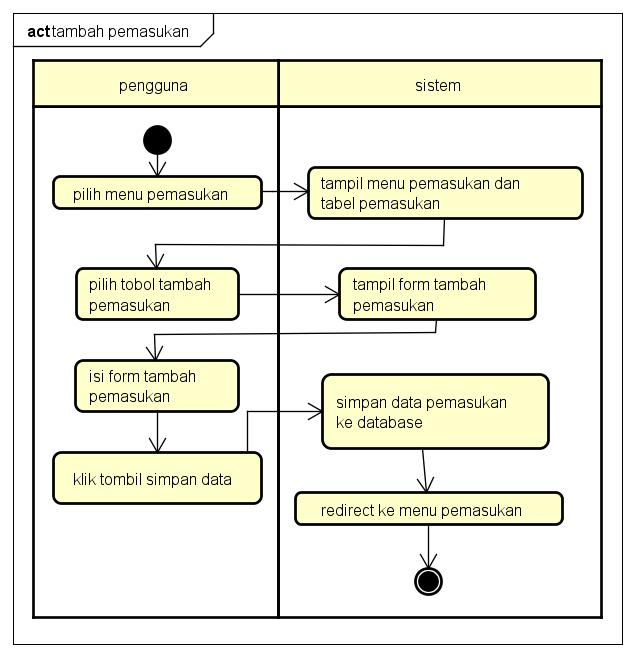 act tambah pemasukan
pengguna
sistem
pilih menu pemasukan
tampil menu pemasukan dan
tabel pemasukan
pilih tobol tambah
pemasukan
tampil form tambah
pemasukan
isi form tambah
pemasukan
simpan data pemasukan
ke database
klik tombil simpan data
redirect ke menu pemasukan